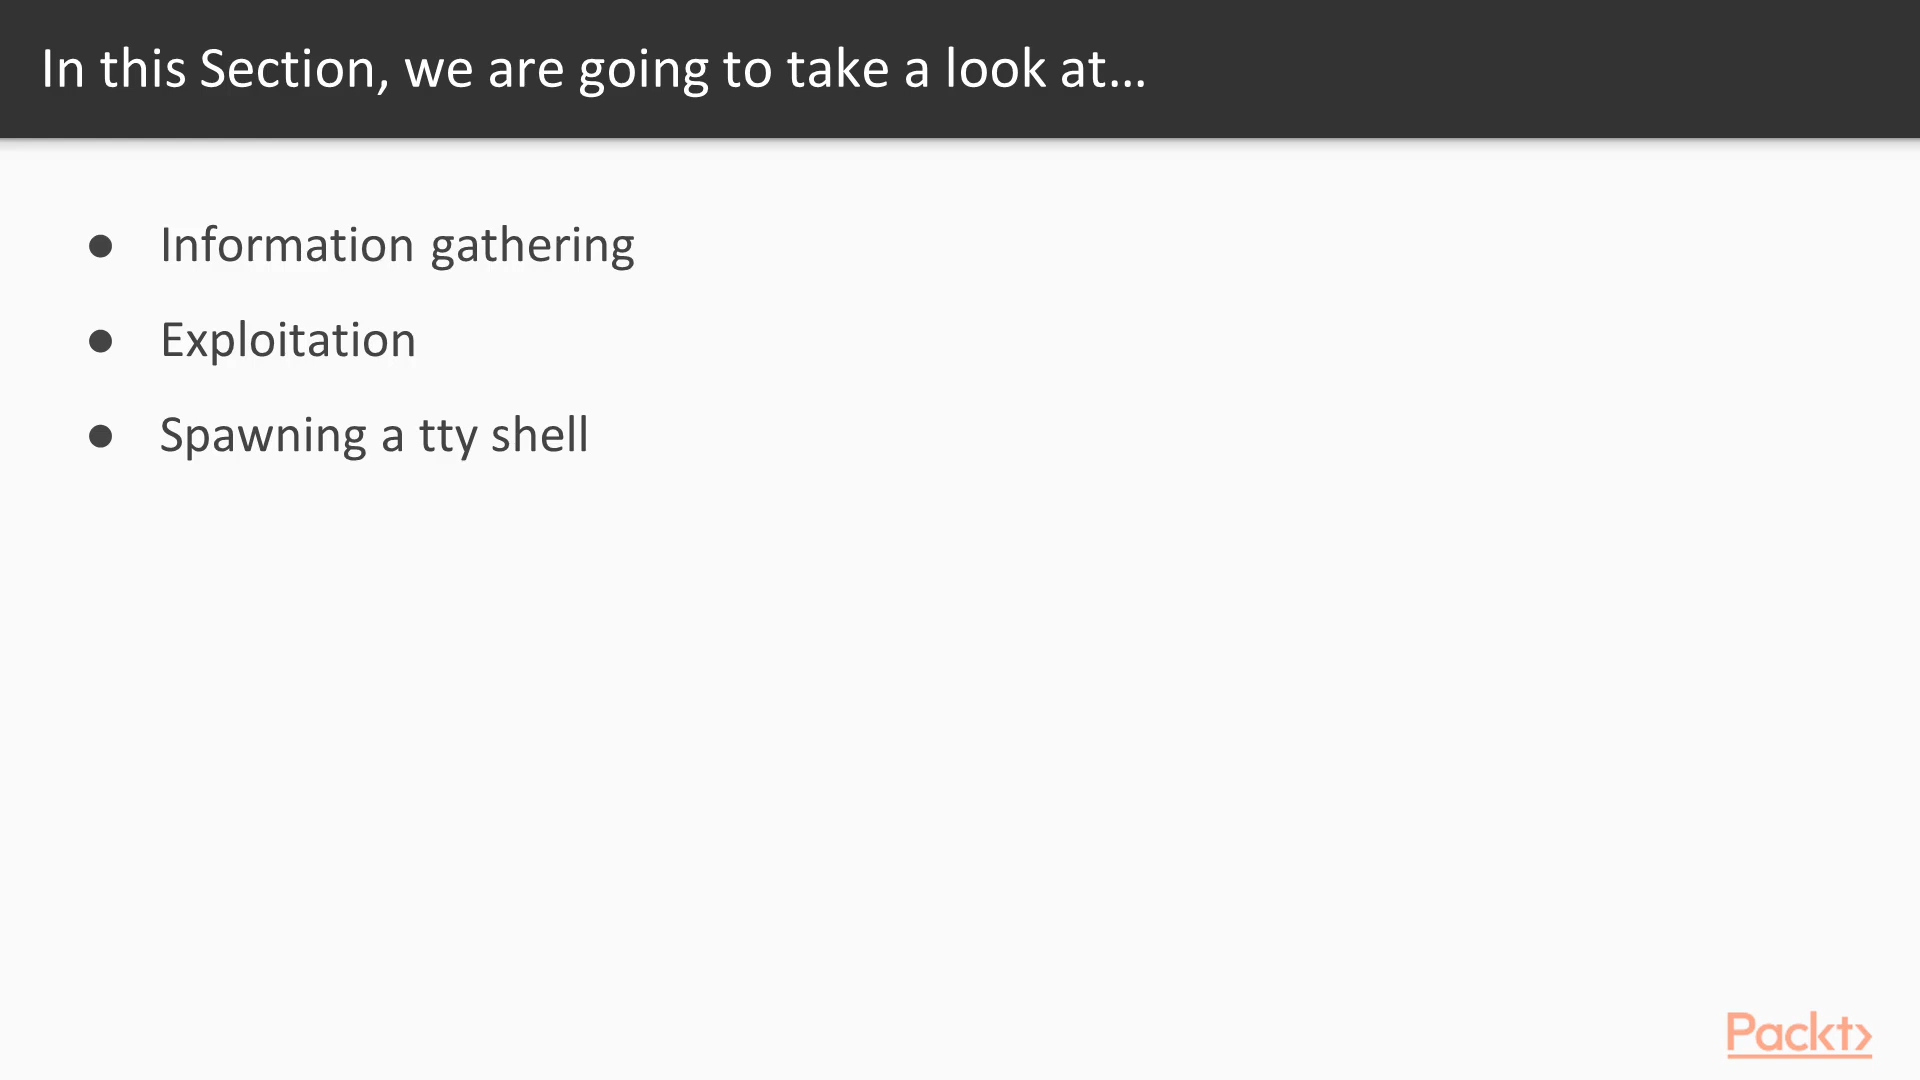 In this Section, we are going to take a look at...
● Information gathering
● Exploitation
● Spawning a tty shell
Packt>